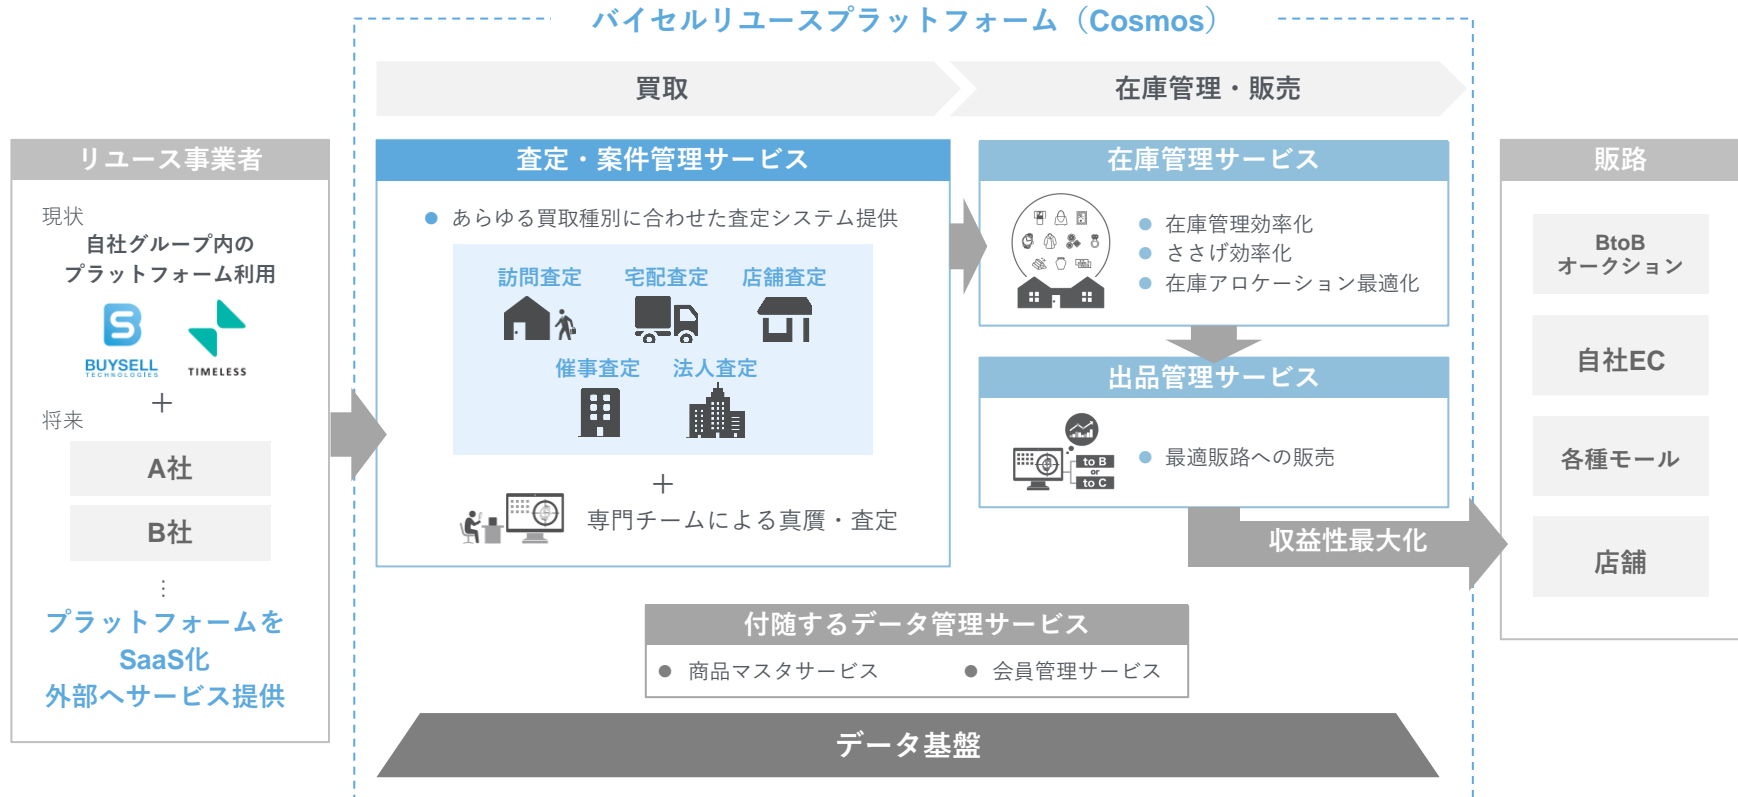 バイセルリユースプラットフォーム（Cosmos）
買取
在庫管理・販売
リユース事業者
現状
自社グループ内の
プラットフォーム利用
BUYSELL
TECHNOLOGIES
TIMELESS
＋
将来
A社
B社
⋮
プラットフォームを
SaaS化
外部へサービス提供
査定・案件管理サービス
● あらゆる買取種別に合わせた査定システム提供
訪問査定
宅配査定
店舗査定
催事査定
法人査定
＋
専門チームによる真贋・査定
在庫管理サービス
● 在庫管理効率化
● ささげ効率化
● 在庫アロケーション最適化
出品管理サービス
to B
or
to C
● 最適販路への販売
収益性最大化
販路
BtoB
オークション
自社EC
各種モール
店舗
付随するデータ管理サービス
● 商品マスタサービス
● 会員管理サービス
データ基盤